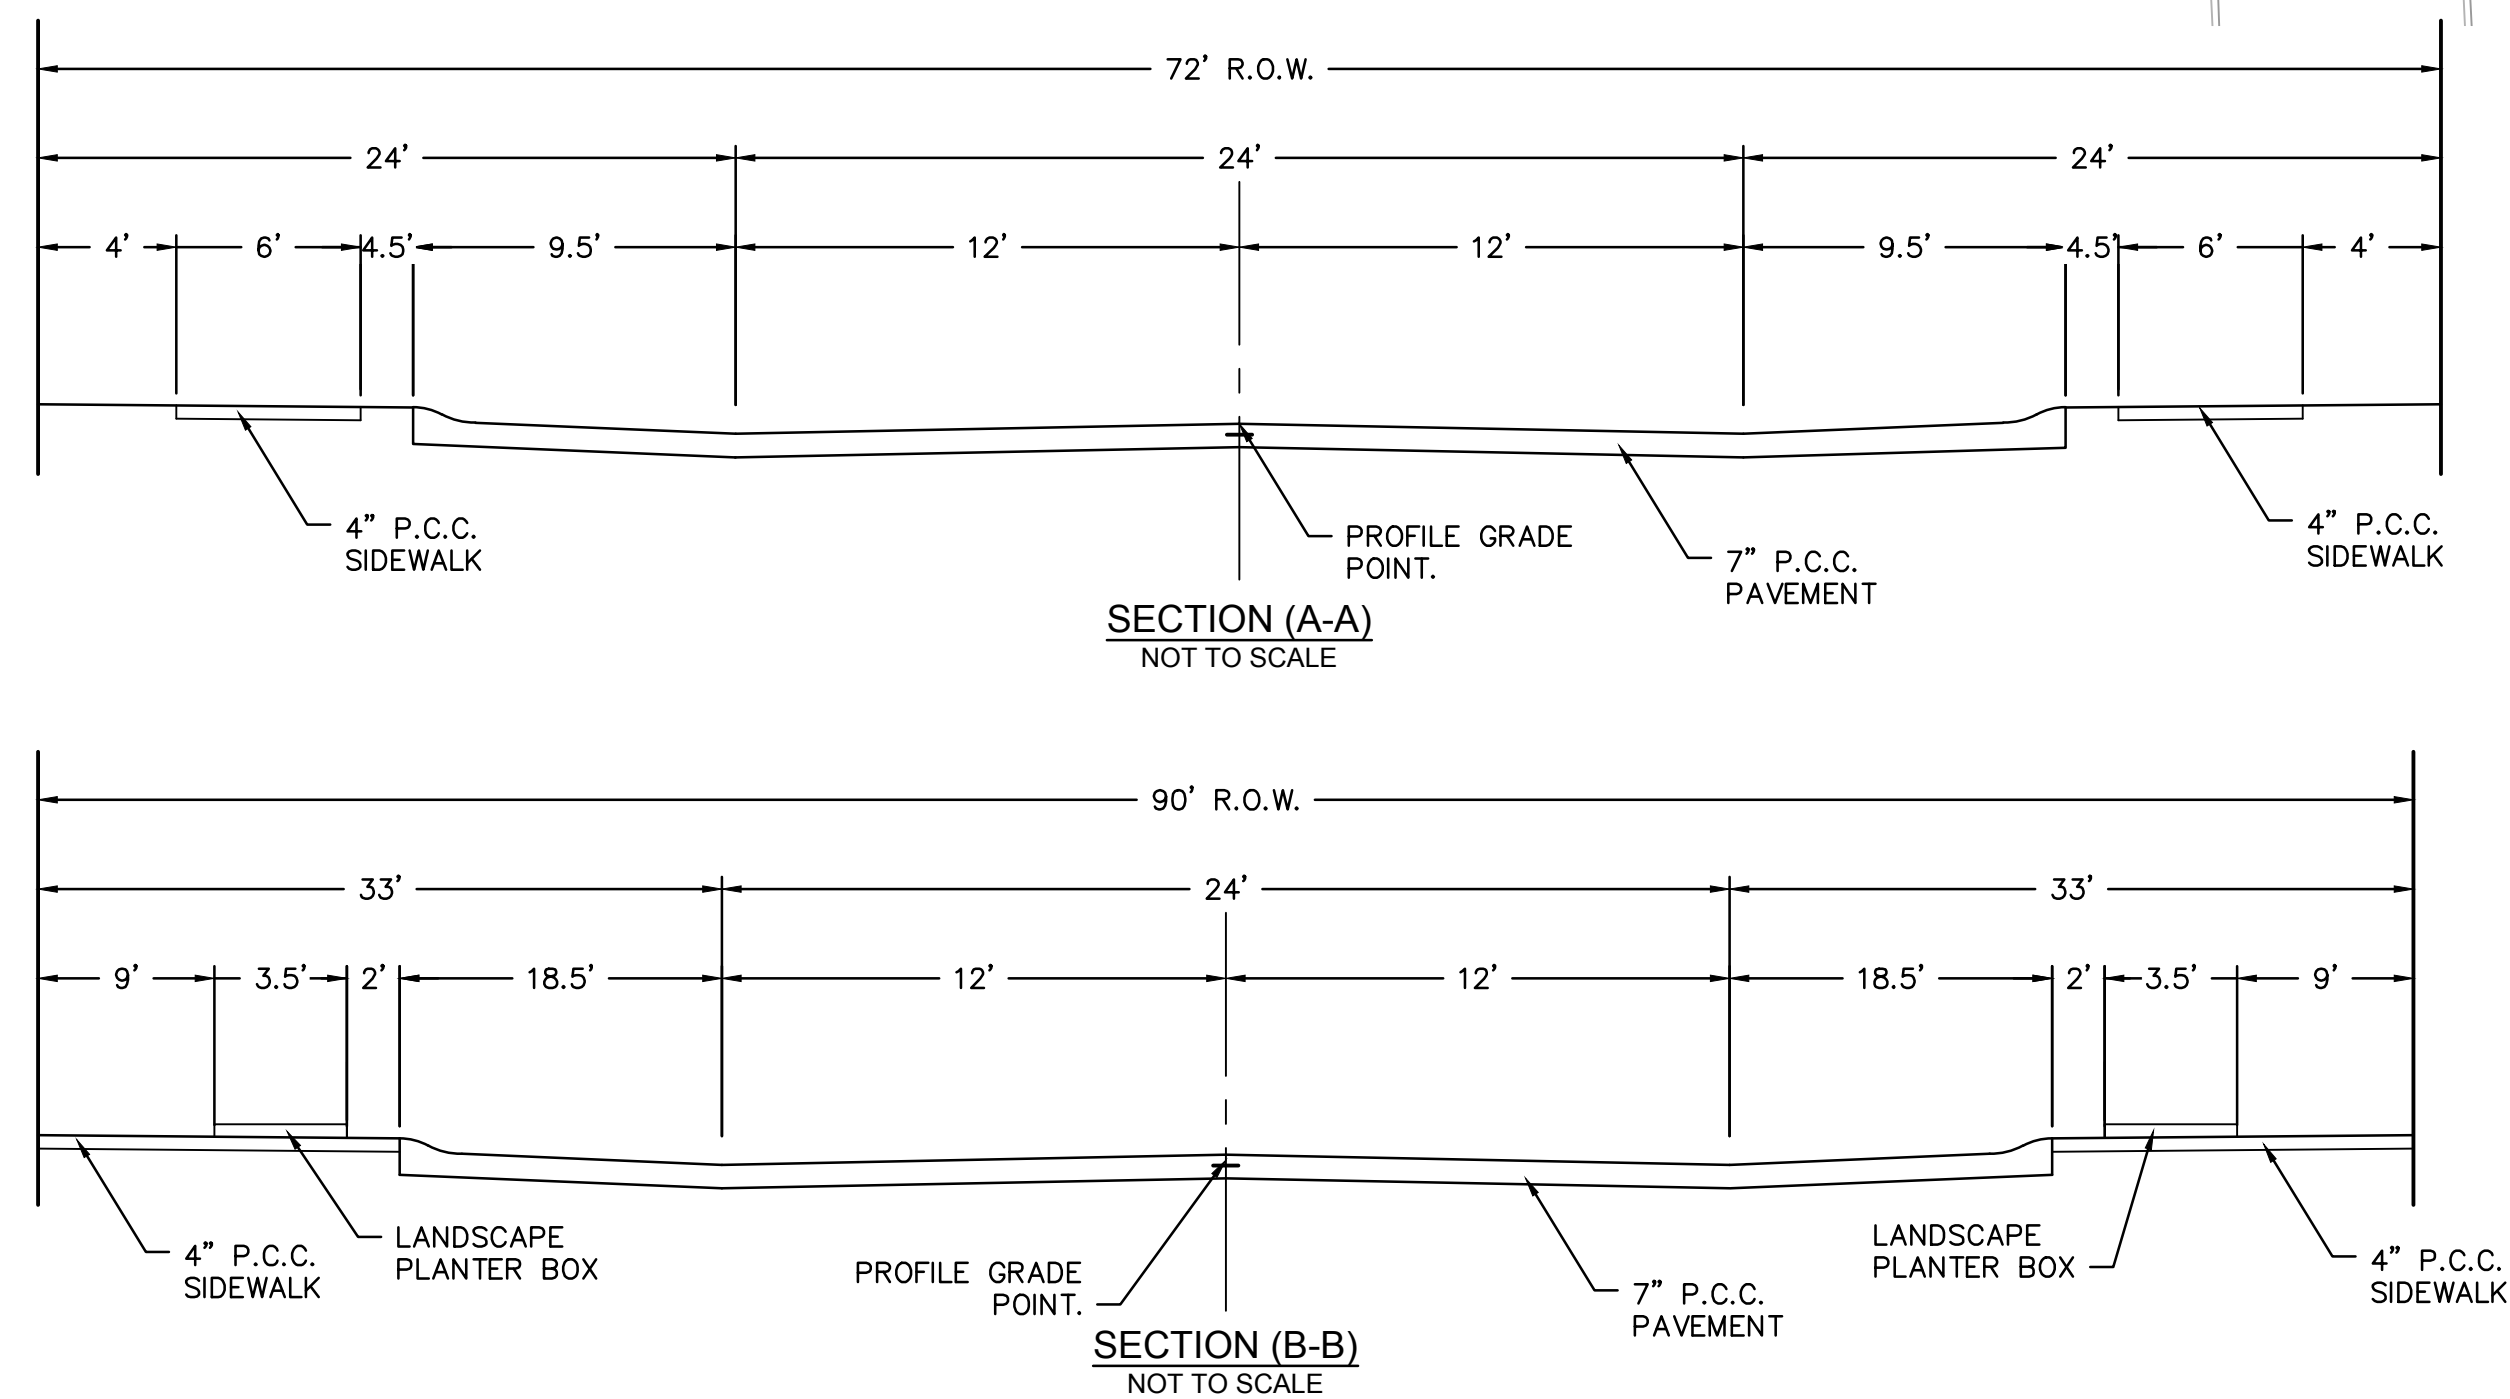 72' R.O.W.
24' 24' 24'
4' 6' 4.5' 9.5' 12' 12' 9.5' 4.5' 6' 4'
4" P.C.C.
SIDEWALK
PROFILE GRADE
POINT.
7" P.C.C.
PAVEMENT
4" P.C.C.
SIDEWALK
SECTION (A-A)
NOT TO SCALE
90' R.O.W.
33' 24' 33'
9' 3.5' 2' 18.5' 12' 12' 18.5' 2' 3.5' 9'
4" P.C.C.
SIDEWALK
LANDSCAPE
PLANTER BOX
PROFILE GRADE
POINT.
7" P.C.C.
PAVEMENT
LANDSCAPE
PLANTER BOX
4" P.C.C.
SIDEWALK
SECTION (B-B)
NOT TO SCALE